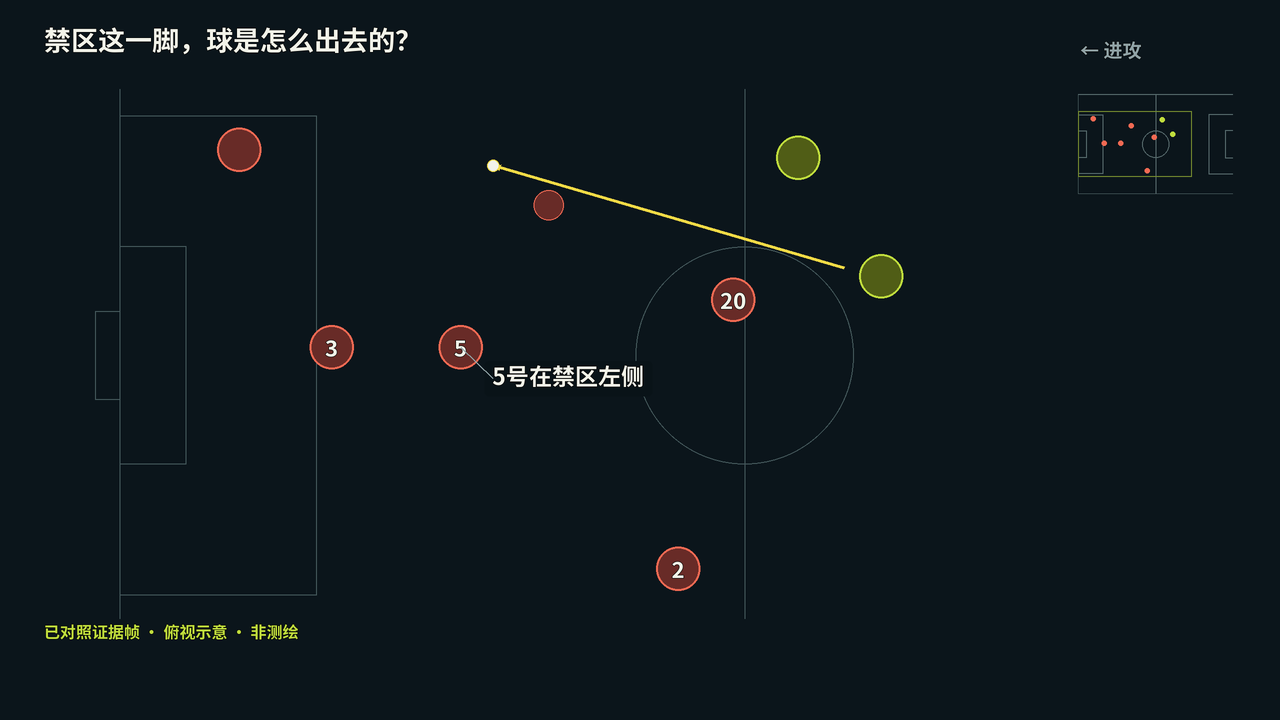 禁区这一脚，球是怎么出去的？
← 进攻
20
3
5
5号在禁区左侧
2
已对照证据帧 · 俯视示意 · 非测绘